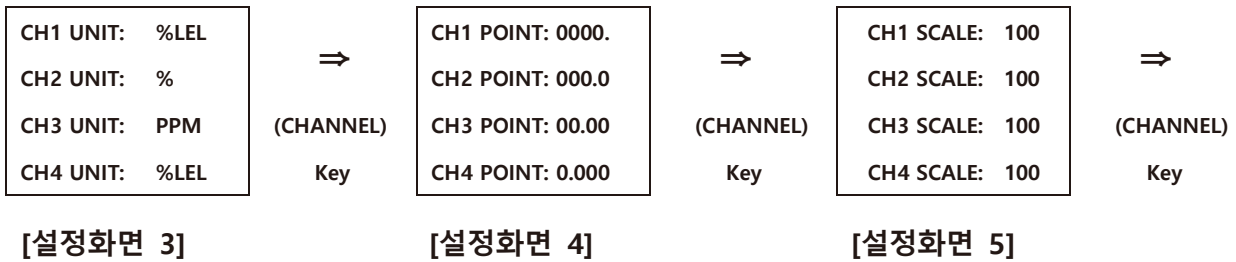 CH1 UNIT: %LEL
CH2 UNIT: %
CH3 UNIT: PPM
CH4 UNIT: %LEL
⇒
(CHANNEL)
Key
CH1 POINT: 0000.
CH2 POINT: 000.0
CH3 POINT: 00.00
CH4 POINT: 0.000
⇒
(CHANNEL)
Key
CH1 SCALE: 100
CH2 SCALE: 100
CH3 SCALE: 100
CH4 SCALE: 100
⇒
(CHANNEL)
Key
[설정화면 3]
[설정화면 4]
[설정화면 5]